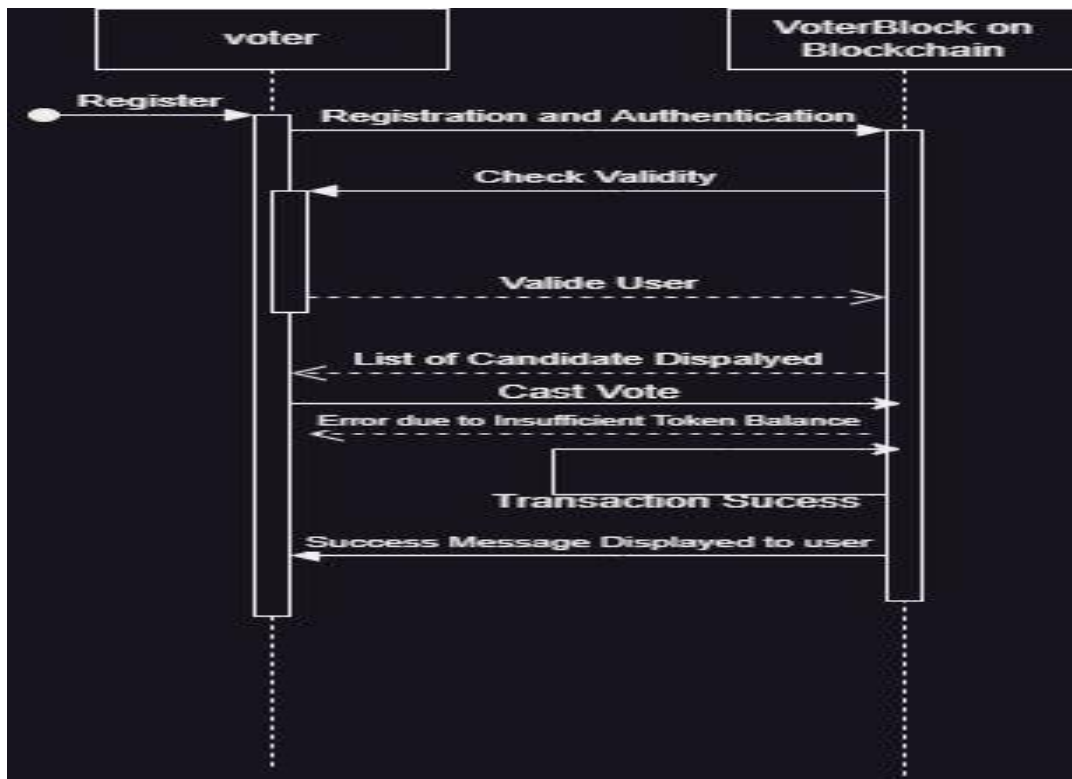 voter
VoterBlock on
Blockchain
Register
Registration and Authentication
Check Validity
Valide User
List of Candidate Dispalyed
Cast Vote
Error due to Insufficient Token Balance
Transaction Sucess
Success Message Displayed to user